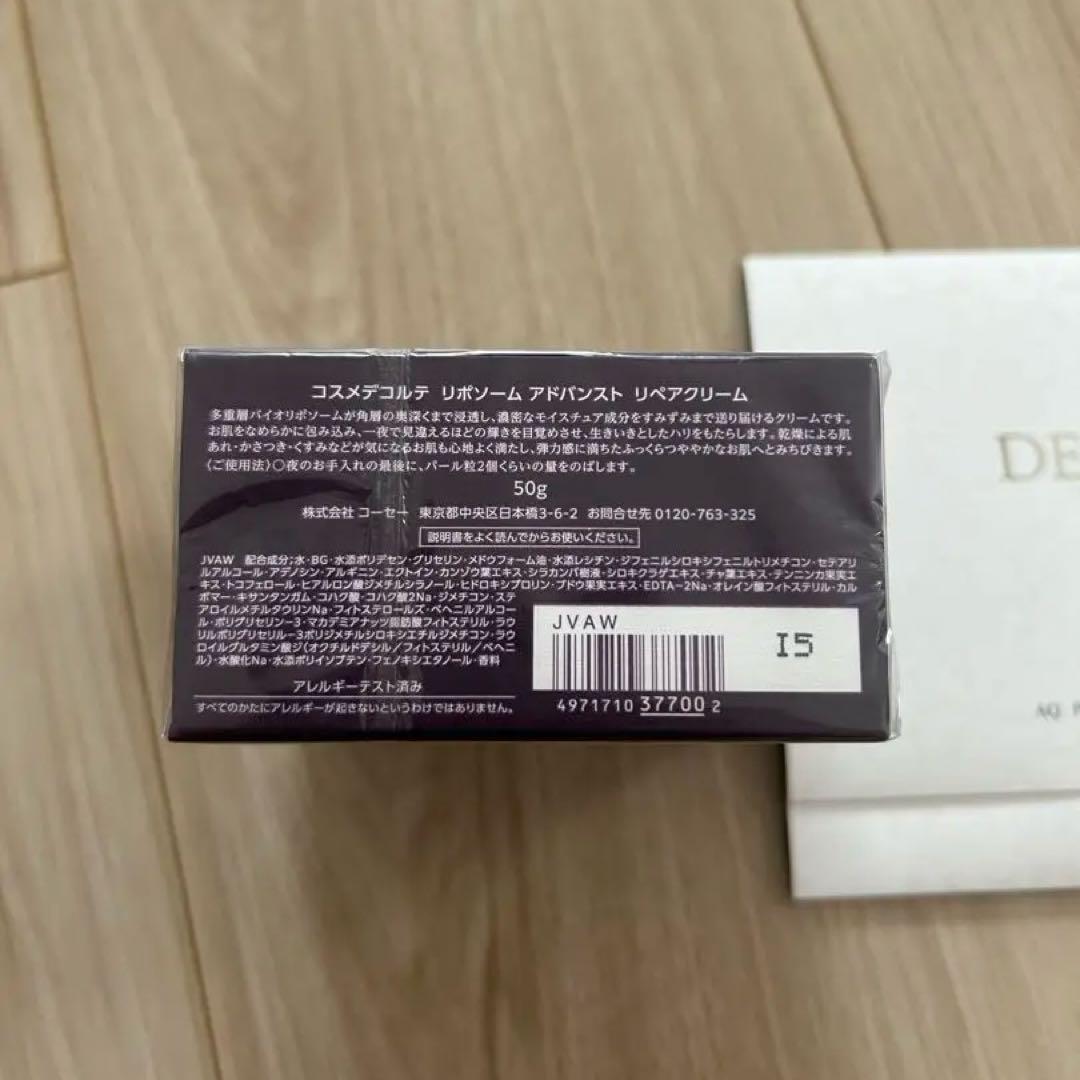 コスメデコルテ リポソーム アドバンスト リペアクリーム
多重層バイオリポソームが角層の奥深くまで浸透し、濃密なモイスチュア成分をすみずみまで送り届けるクリームです。
お肌をなめらかに包み込み、一夜で見違えるほどの輝きを目覚めさせ、生きいきとしたハリをもたらします。乾燥による肌
あれ・かさつき・くすみなどが気になるお肌も心地よく満たし、弾力感に満ちたふっくらつややかなお肌へとみちびきます。
〈ご使用法〉○夜のお手入れの最後に、パール粒2個くらいの量をのばします。
50g
株式会社 コーセー 東京都中央区日本橋3-6-2 お問合せ先 0120-763-325
説明書をよく読んでからお使いください。
JVAW 配合成分;水・BG・水添ポリデセン・グリセリン・メドウフォーム油・水添レシチン・ジフェニルシロキシフェニルトリメチコン・セテアリ
ルアルコール・アデノシン・アルギニン・エクトイン・カンゾウ葉エキス・シラカンバ樹液・シロキクラゲエキス・チャ葉エキス・テンニンカ果実エ
キス・トコフェロール・ヒアルロン酸ジメチルシラノール・ヒドロキシプロリン・ブドウ果実エキス・EDTA-2Na・オレイン酸フィトステリル・カル
ボマー・キサンタンガム・コハク酸・コハク酸2Na・ジメチコン・ステ
アロイルメチルタウリンNa・フィトステロールズ・ベヘニルアルコー
ル・ポリグリセリン-3・マカデミアナッツ脂肪酸フィトステリル・ラウ
リルポリグリセリル-3ポリジメチルシロキシエチルジメチコン・ラウ
ロイルグルタミン酸ジ(オクチルドデシル/フィトステリル/ベヘニ
ル)・水酸化Na・水添ポリイソブテン・フェノキシエタノール・香料
アレルギーテスト済み
すべてのかたにアレルギーが起きないというわけではありません。
JVAW
I5
4971710 37700 2
DE
AQ